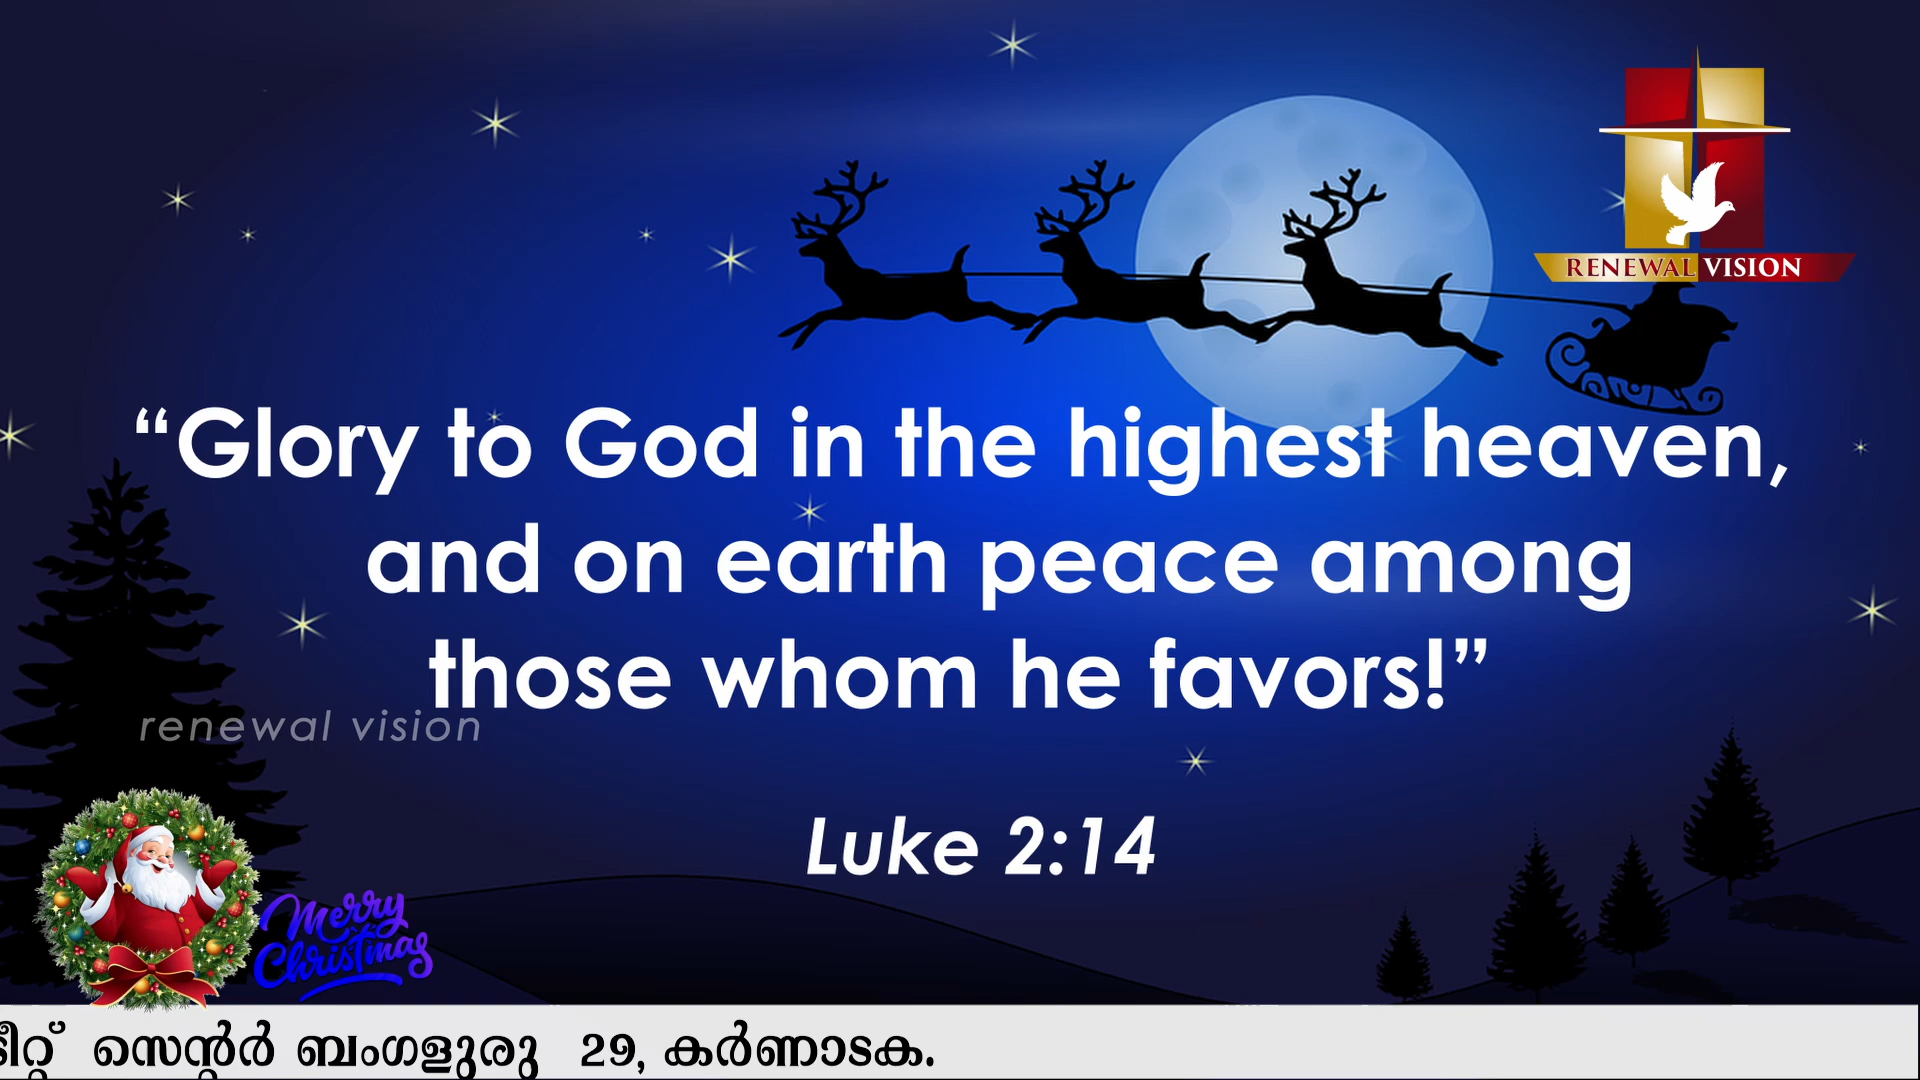 RENEWAL VISION
“Glory to God in the highest heaven,
and on earth peace among
those whom he favors!”
renewal vision
Luke 2:14
Merry
Christmas
സെന്റർ ബംഗളുരു 29, കർണാടക.